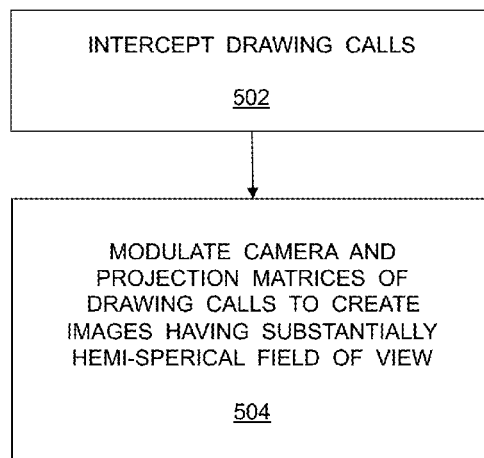 INTERCEPT DRAWING CALLS
502
MODULATE CAMERA AND
PROJECTION MATRICES OF
DRAWING CALLS TO CREATE
IMAGES HAVING SUBSTANTIALLY
HEMI-SPERICAL FIELD OF VIEW
504